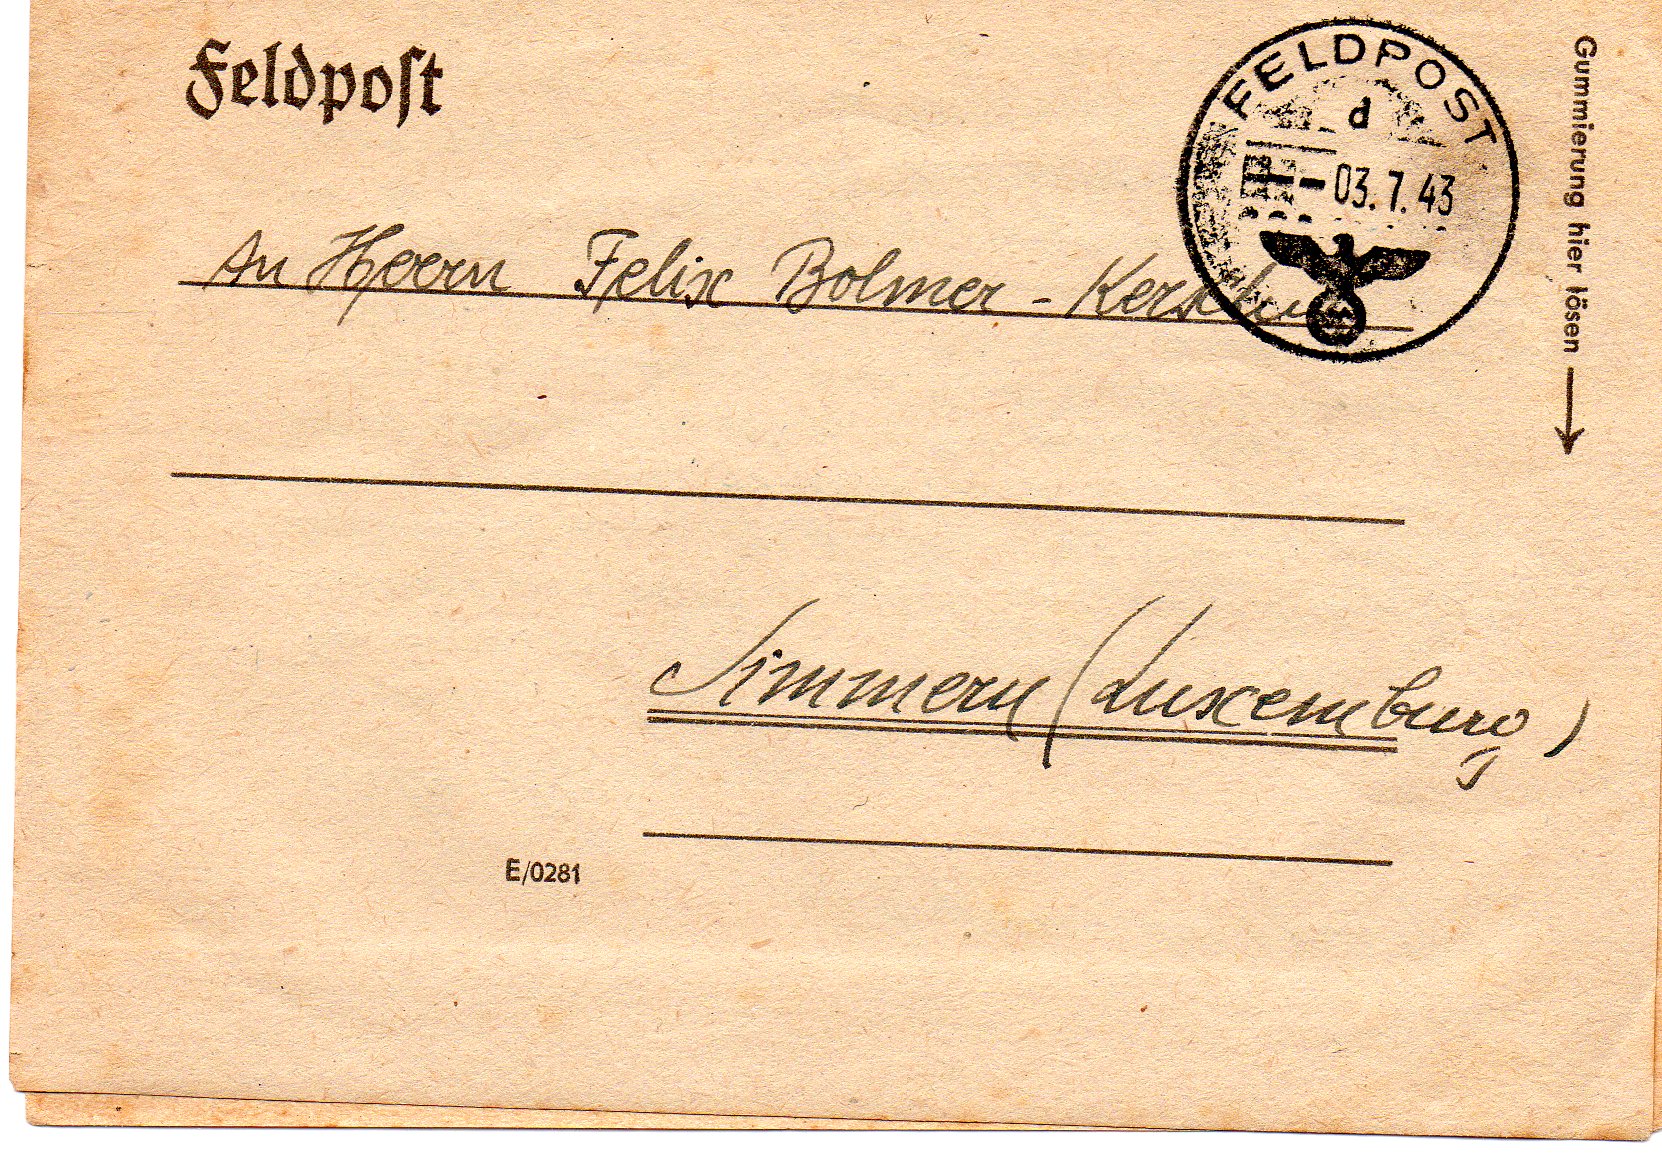 Feldpost
FELDPOST
d
-03.7.43
Gummierung hier lösen
An Herrn Felix Bolmer-
Simmern (Luxemburg)
E/0281